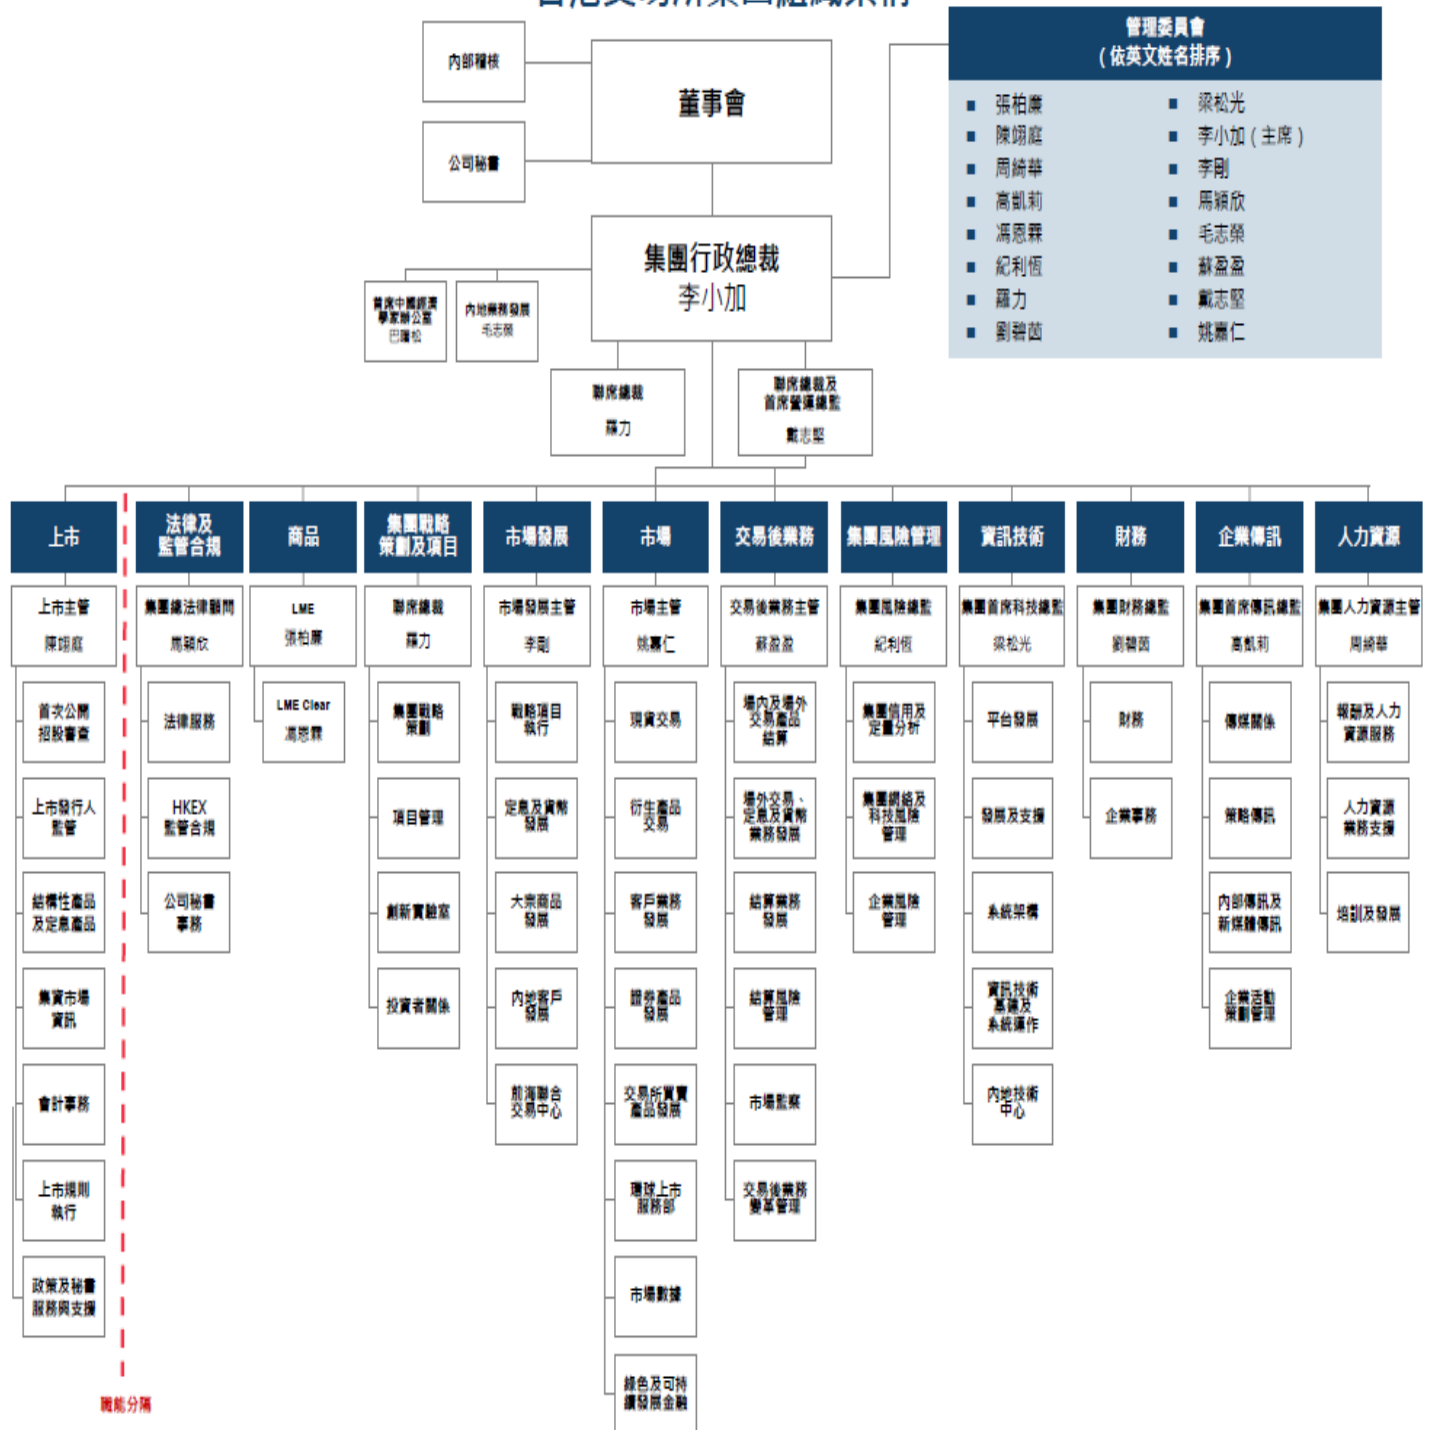 香港交易所集團組織架構
管理委員會
(依英文姓名排序)
張柏廉
陳翊庭
周綺華
高凱莉
馮恩霖
紀利恆
羅力
劉碧茵
梁松光
李小加(主席)
李剛
馬穎欣
毛志榮
蘇盈盈
戴志堅
姚嘉仁
內部稽核
董事會
公司秘書
集團行政總裁
李小加
首席中國經濟
學家辦公室
巴曙松
內地業務發展
毛志榮
聯席總裁
羅力
聯席總裁及
首席營運總監
戴志堅
上市
上市主管
陳翊庭
首次公開
招股審查
上市發行人
監管
結構性產品
及定息產品
集資市場
資訊
會計事務
上市規則
執行
政策及秘書
服務與支援
職能分隔
法律及
監管合規
集團總法律顧問
馬穎欣
法律服務
HKEX
監管合規
公司秘書
事務
商品
LME
張柏廉
LME Clear
馮恩霖
集團戰略
策劃及項目
聯席總裁
羅力
集團戰略
策劃
項目管理
創新實驗室
投資者關係
市場發展
市場發展主管
李剛
戰略項目
執行
定息及貨幣
發展
大宗商品
發展
內地客戶
發展
前海聯合
交易中心
市場
市場主管
姚嘉仁
現貨交易
衍生產品
交易
客戶業務
發展
證券產品
發展
交易所買賣
產品發展
環球上市
服務部
市場數據
綠色及可持
續發展金融
交易後業務
交易後業務主管
蘇盈盈
場內及場外
交易產品
結算
場外交易、
定息及貨幣
業務發展
結算業務
發展
結算風險
管理
市場監察
交易後業務
變革管理
集團風險管理
集團風險總監
紀利恆
集團信用及
定量分析
集團網絡及
科技風險
管理
企業風險
管理
資訊技術
集團首席科技總監
梁松光
平台發展
發展及支援
系統架構
資訊技術
基建及
系統運作
內地技術
中心
財務
集團財務總監
劉碧茵
財務
企業事務
企業傳訊
集團首席傳訊總監
高凱莉
傳媒關係
策略傳訊
內部傳訊及
新媒體傳訊
企業活動
策劃管理
人力資源
集團人力資源主管
周綺華
報酬及人力
資源服務
人力資源
業務支援
培訓及發展